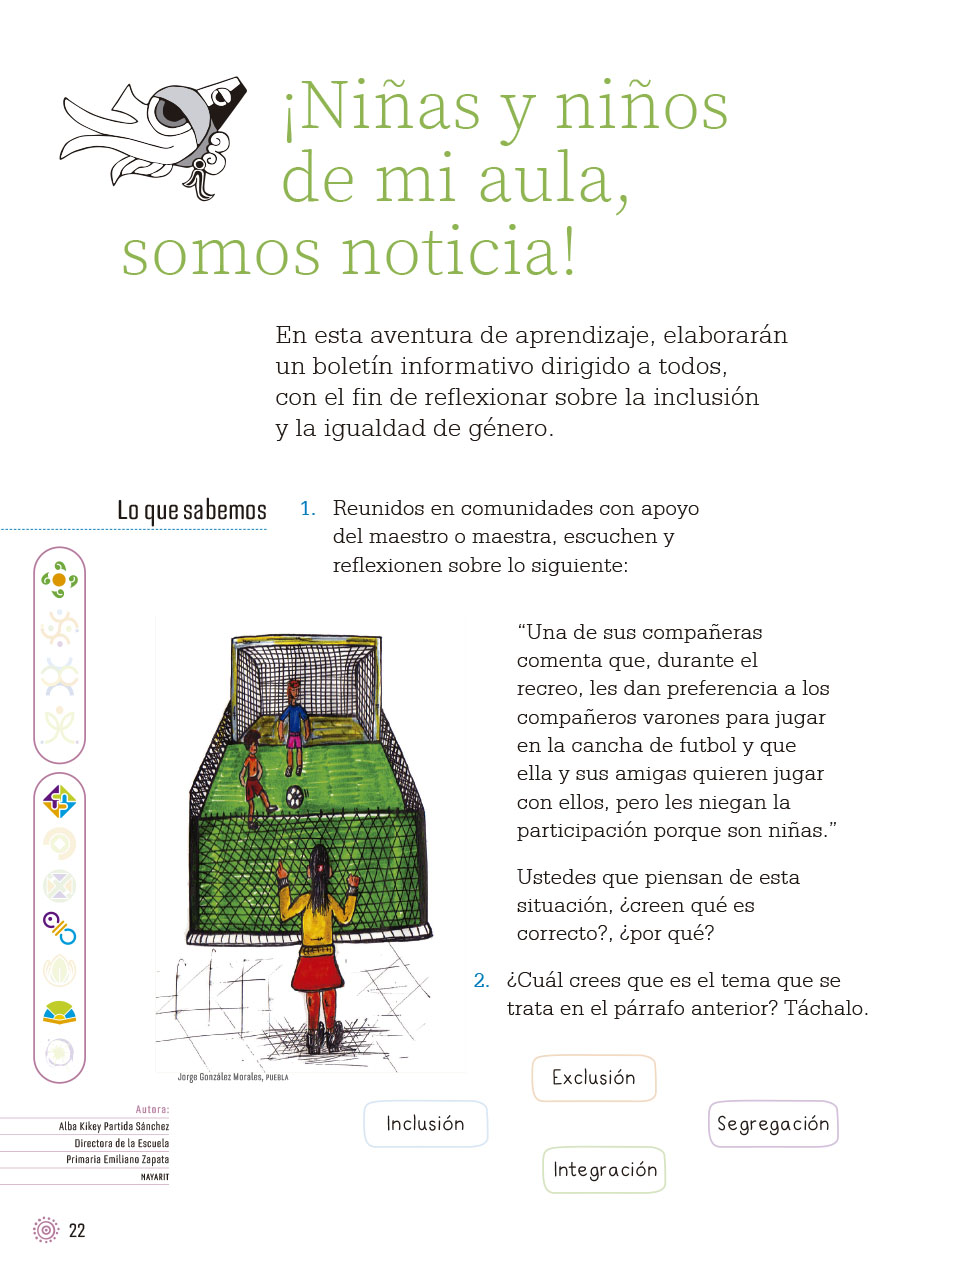 ¡Niñas y niños
de mi aula,
somos noticia!
En esta aventura de aprendizaje, elaborarán
un boletín informativo dirigido a todos,
con el fin de reflexionar sobre la inclusión
y la igualdad de género.
Lo que sabemos
1. Reunidos en comunidades con apoyo
del maestro o maestra, escuchen y
reflexionen sobre lo siguiente:
“Una de sus compañeras
comenta que, durante el
recreo, les dan preferencia a los
compañeros varones para jugar
en la cancha de futbol y que
ella y sus amigas quieren jugar
con ellos, pero les niegan la
participación porque son niñas.”
Ustedes que piensan de esta
situación, ¿creen qué es
correcto?, ¿por qué?
2. ¿Cuál crees que es el tema que se
trata en el párrafo anterior? Táchalo.
Jorge González Morales, PUEBLA
Exclusión
Inclusión
Segregación
Integración
Autora:
Alba Kikey Partida Sánchez
Directora de la Escuela
Primaria Emiliano Zapata
NAYARIT
22